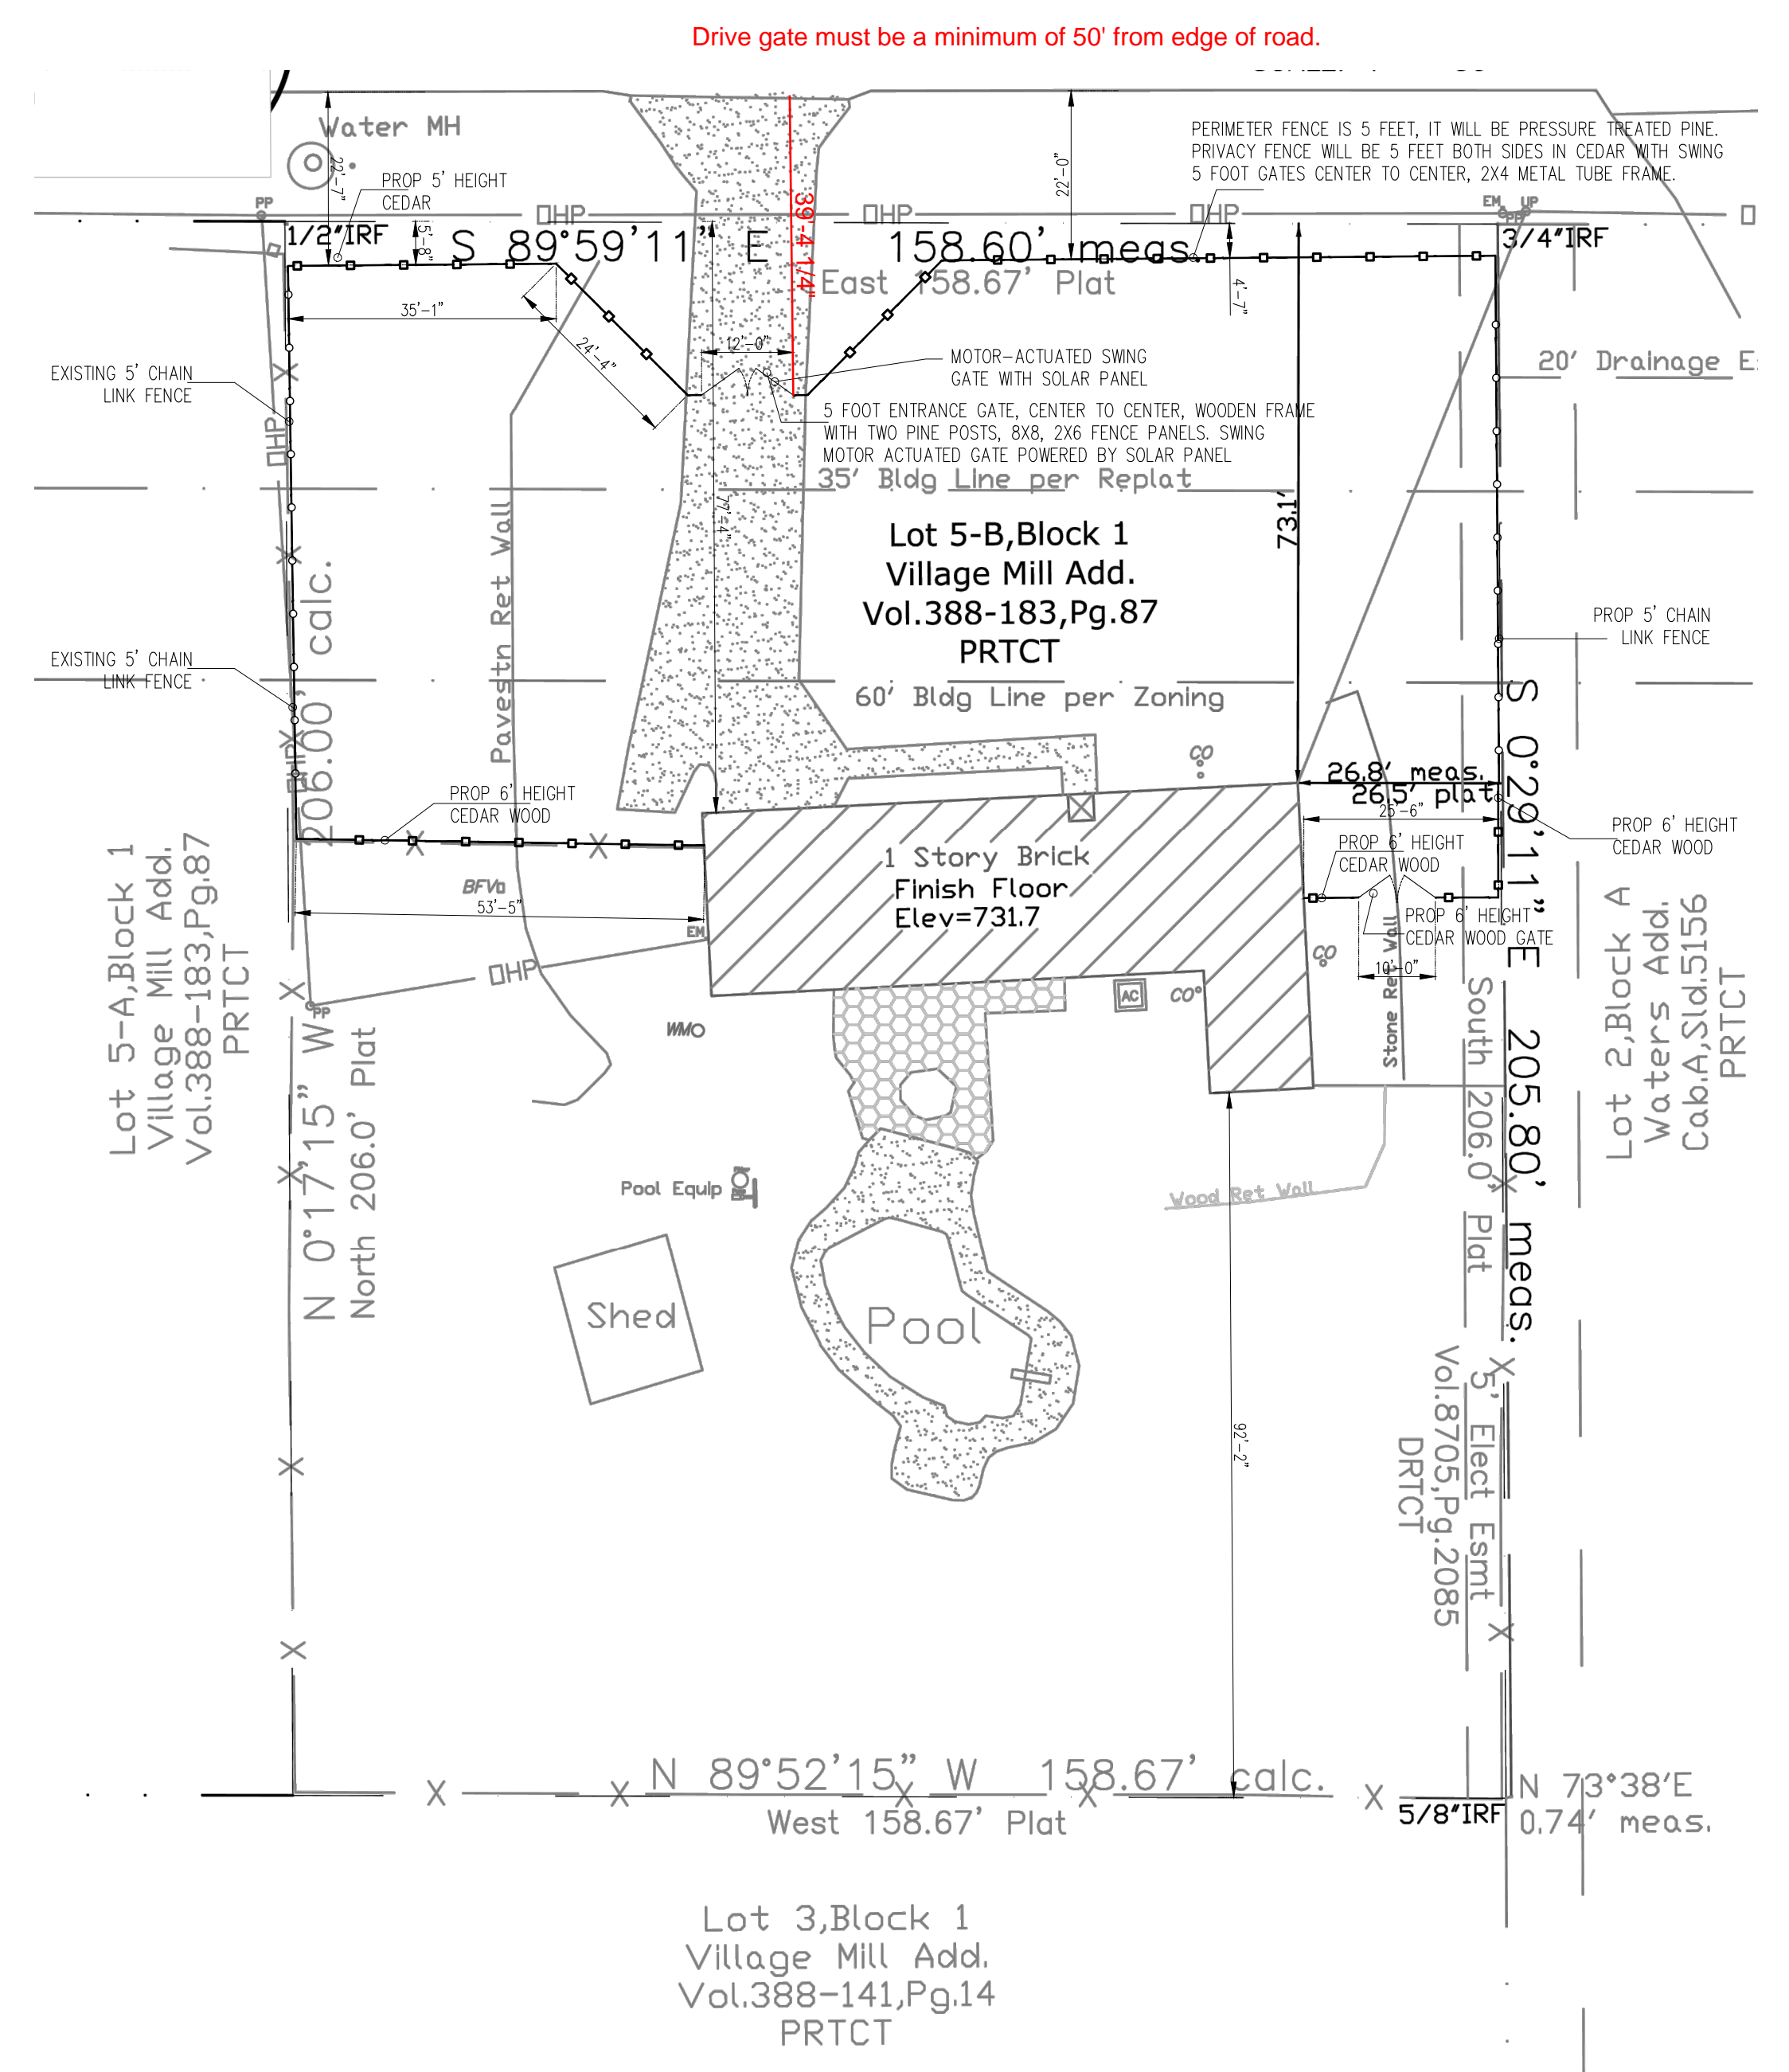 Drive gate must be a minimum of 50' from edge of road.
Water MH
22'-7"
PROP 5' HEIGHT
CEDAR
PERIMETER FENCE IS 5 FEET, IT WILL BE PRESSURE TREATED PINE.
PRIVACY FENCE WILL BE 5 FEET BOTH SIDES IN CEDAR WITH SWING
5 FOOT GATES CENTER TO CENTER, 2X4 METAL TUBE FRAME.
22'-0"
39'-4 1/4"
PP
OHP
OHP
OHP
EM
UP
PP
O
1/2"IRF
5'-8"
S 89°59'11" E 158.60' meas.
3/4"IRF
East 158.67' Plat
4'-7"
35'-1"
24'-4"
12'-0"
MOTOR-ACTUATED SWING
GATE WITH SOLAR PANEL
20' Drainage E
EXISTING 5' CHAIN
LINK FENCE
5 FOOT ENTRANCE GATE, CENTER TO CENTER, WOODEN FRAME
WITH TWO PINE POSTS, 8X8, 2X6 FENCE PANELS. SWING
MOTOR ACTUATED GATE POWERED BY SOLAR PANEL
OHP
35' Bldg Line per Replat
77'-4"
73.1'
Lot 5-B,Block 1
Village Mill Add.
Vol.388-183,Pg.87
PRTCT
Pavestn Ret Wall
PROP 5' CHAIN
LINK FENCE
EXISTING 5' CHAIN
LINK FENCE
60' Bldg Line per Zoning
OHP
206.00' calc.
CO
26.8' meas.
26.5' plat
25'-6"
S 0°29'11" E 205.80' meas.
PROP 6' HEIGHT
CEDAR WOOD
PROP 6' HEIGHT
CEDAR WOOD
PROP 6' HEIGHT
CEDAR WOOD
1 Story Brick
Finish Floor
Elev=731.7
BFV
53'-5"
EM
PROP 6' HEIGHT
CEDAR WOOD GATE
10'-0"
Stone Ret Wall
CO
OHP
PP
Lot 5-A,Block 1
Village Mill Add.
Vol.388-183,Pg.87
PRTCT
Lot 2,Block A
Waters Add.
Cab.A,Sld.5156
PRTCT
AC
CO
WM
N 0°17'15" W
North 206.0' Plat
South 206.0' Plat
Pool Equip
Wood Ret Wall
Shed
Pool
92'-2"
5' Elect Esmt
Vol.8705,Pg.2085
DRTCT
N 89°52'15" W 158.67' calc.
West 158.67' Plat
5/8"IRF
N 73°38'E
0.74' meas.
Lot 3,Block 1
Village Mill Add.
Vol.388-141,Pg.14
PRTCT